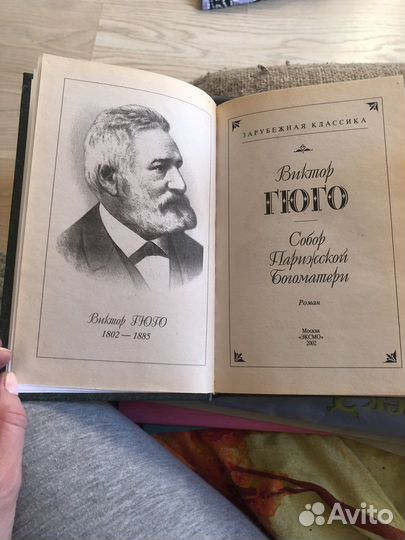 Виктор ГЮГО
1802 — 1885
ЗАРУБЕЖНАЯ КЛАССИКА
Виктор
ГЮГО
Собор
Парижской
Богоматери
Роман
Москва
«ЭКСМО»
2002
Avito